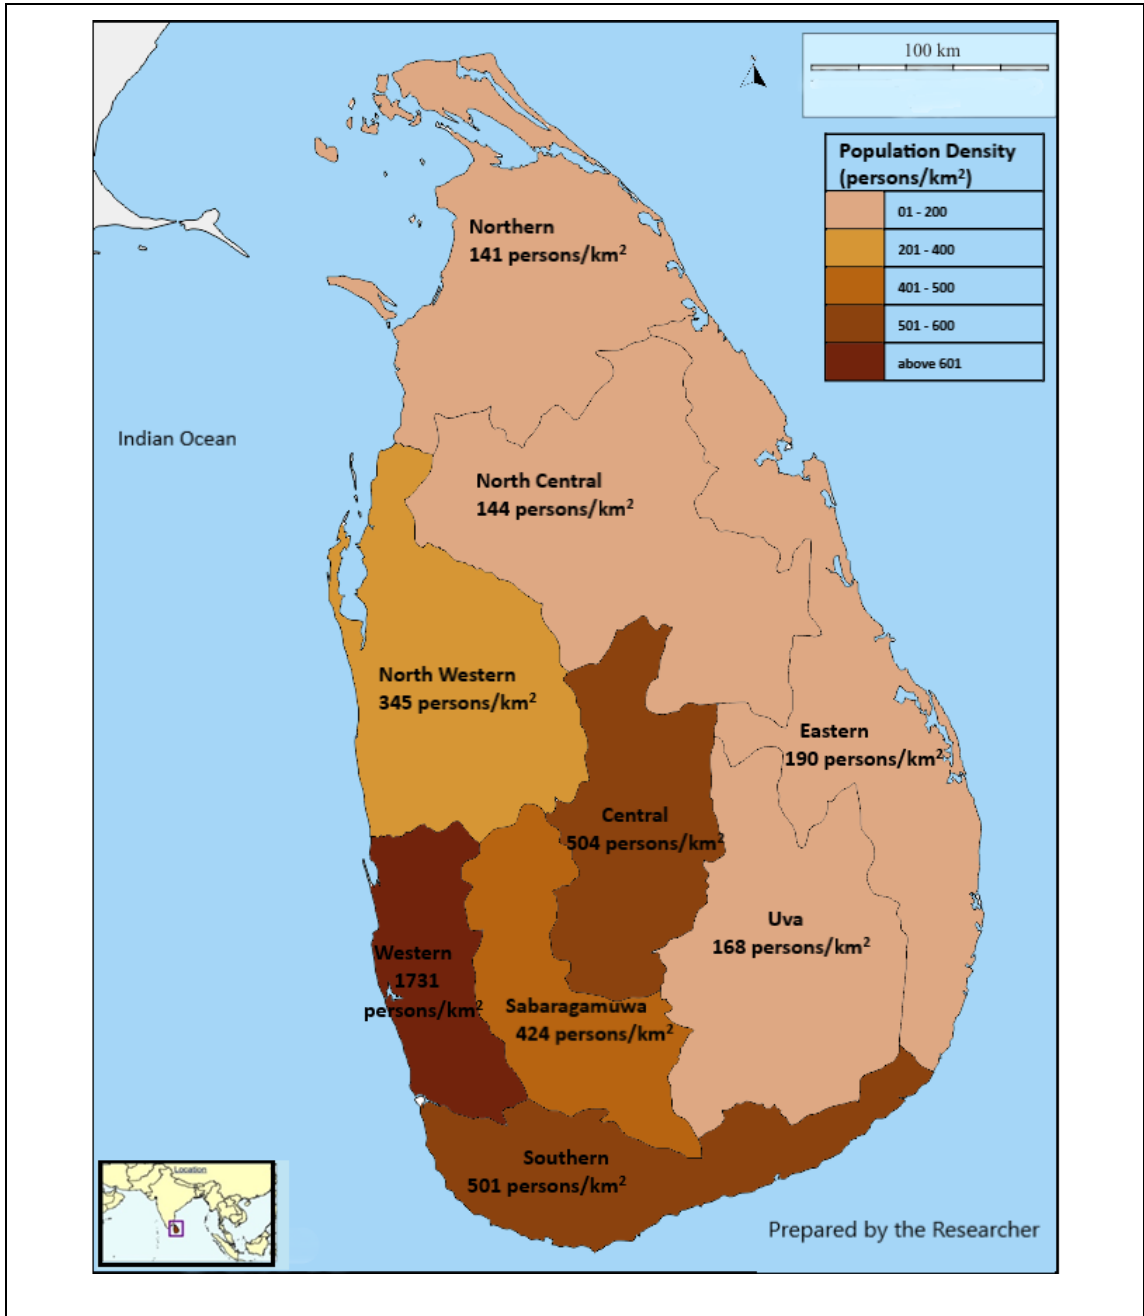 100 km
Population Density
(persons/km²)
01 - 200
201 - 400
401 - 500
501 - 600
above 601
Northern
141 persons/km²
Indian Ocean
North Central
144 persons/km²
North Western
345 persons/km²
Eastern
190 persons/km²
Central
504 persons/km²
Uva
168 persons/km²
Western
1731
persons/km²
Sabaragamuwa
424 persons/km²
Southern
501 persons/km²
Location
Prepared by the Researcher